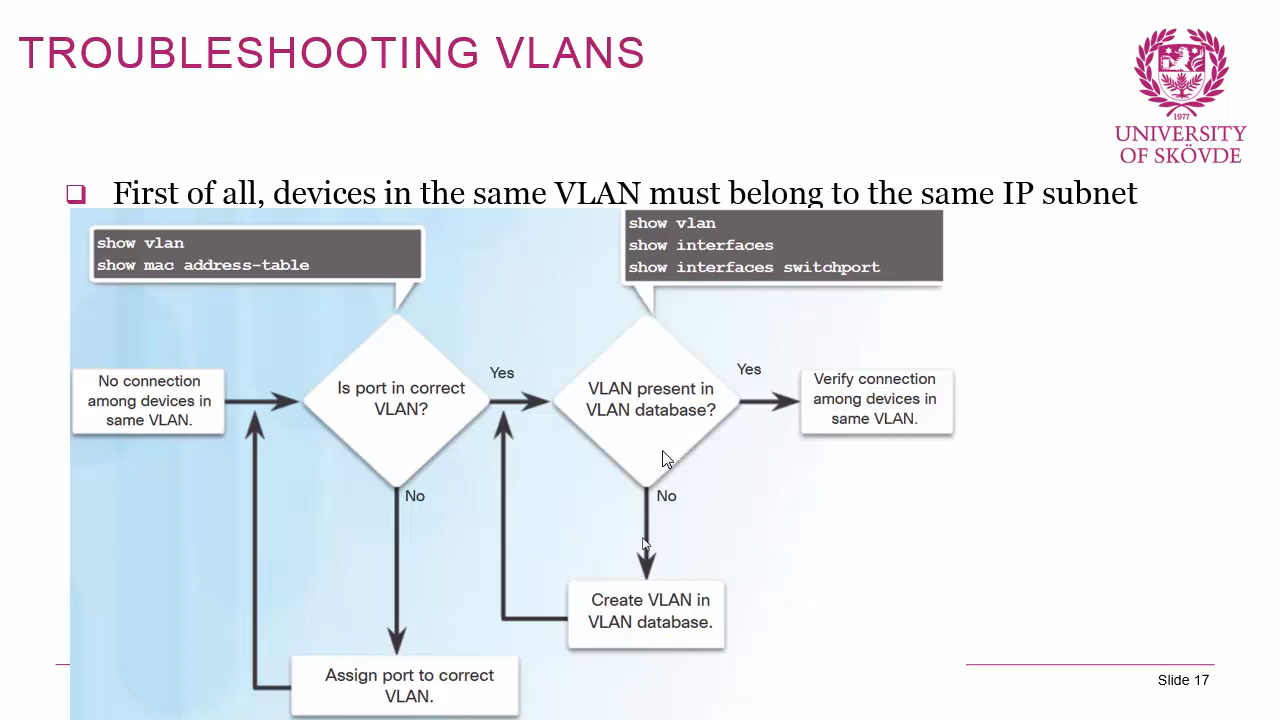 TROUBLESHOOTING VLANS
1977
UNIVERSITY
OF SKÖVDE
First of all, devices in the same VLAN must belong to the same IP subnet
show vlan
show mac address-table
show vlan
show interfaces
show interfaces switchport
No connection
among devices in
same VLAN.
Is port in correct
VLAN?
Yes
VLAN present in
VLAN database?
Yes
Verify connection
among devices in
same VLAN.
No
No
Create VLAN in
VLAN database.
Assign port to correct
VLAN.
Slide 17